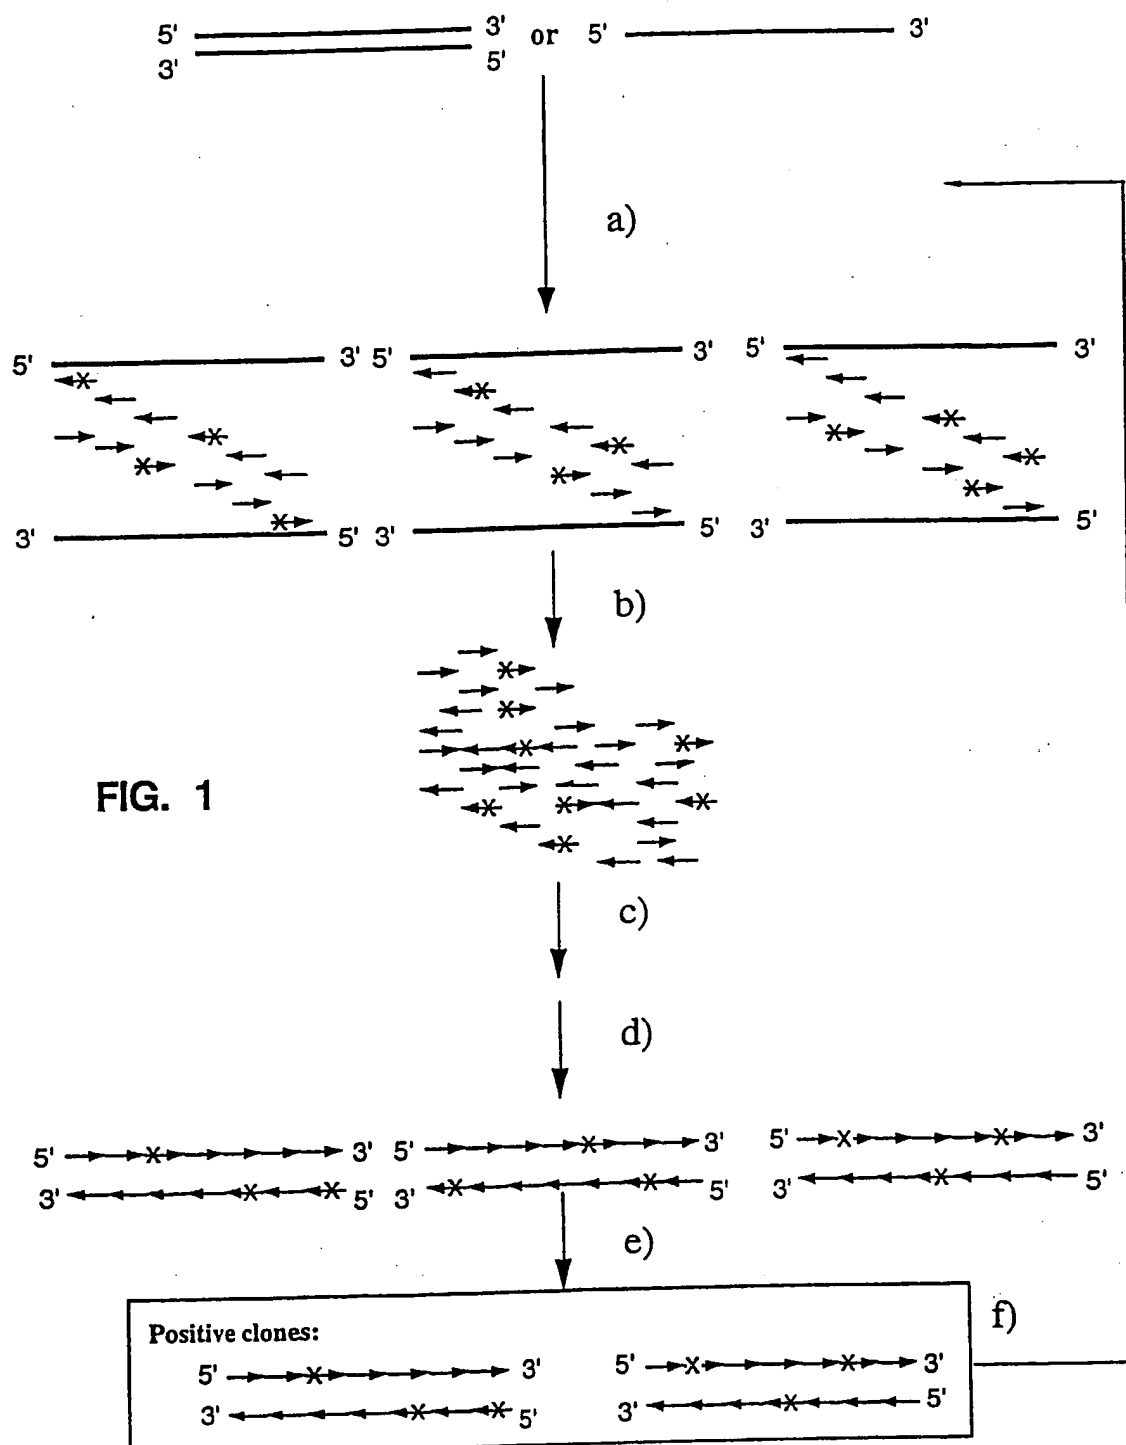 5' 3' or 5' 3'
3' 5'
a)
5' 3' 5' 3' 5' 3'
3' 5' 3' 5' 3' 5'
b)
FIG. 1
c)
d)
5' 3' 5' 3' 5' 3'
3' 5' 3' 5' 3' 5'
e)
f)
Positive clones:
5' 3' 5' 3'
3' 5' 3' 5'